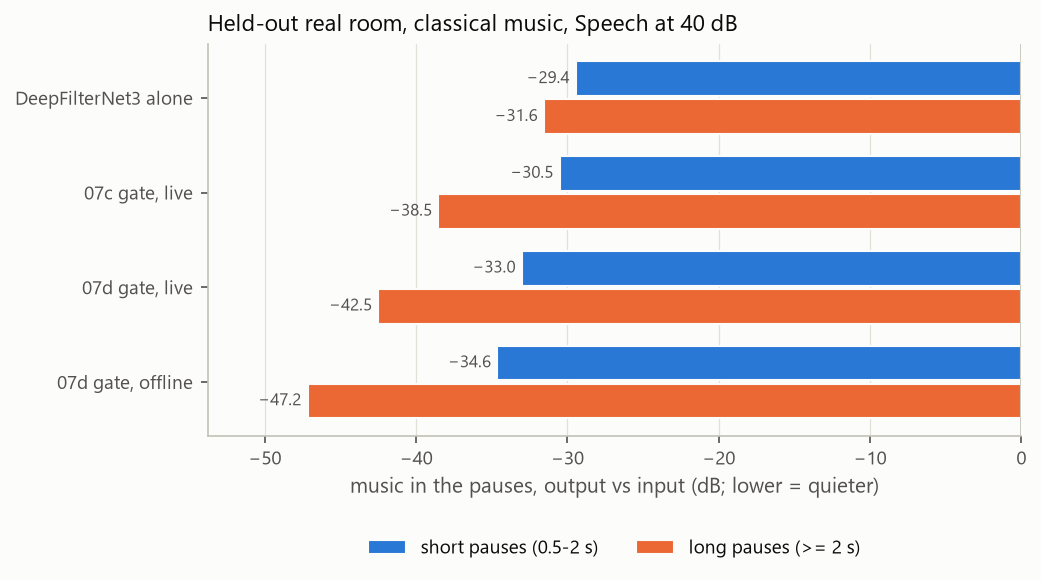 Held-out real room, classical music, Speech at 40 dB
DeepFilterNet3 alone
−29.4
−31.6
07c gate, live
−30.5
−38.5
07d gate, live
−33.0
−42.5
07d gate, offline
−34.6
−47.2
−50 −40 −30 −20 −10 0
music in the pauses, output vs input (dB; lower = quieter)
short pauses (0.5-2 s) long pauses (>= 2 s)